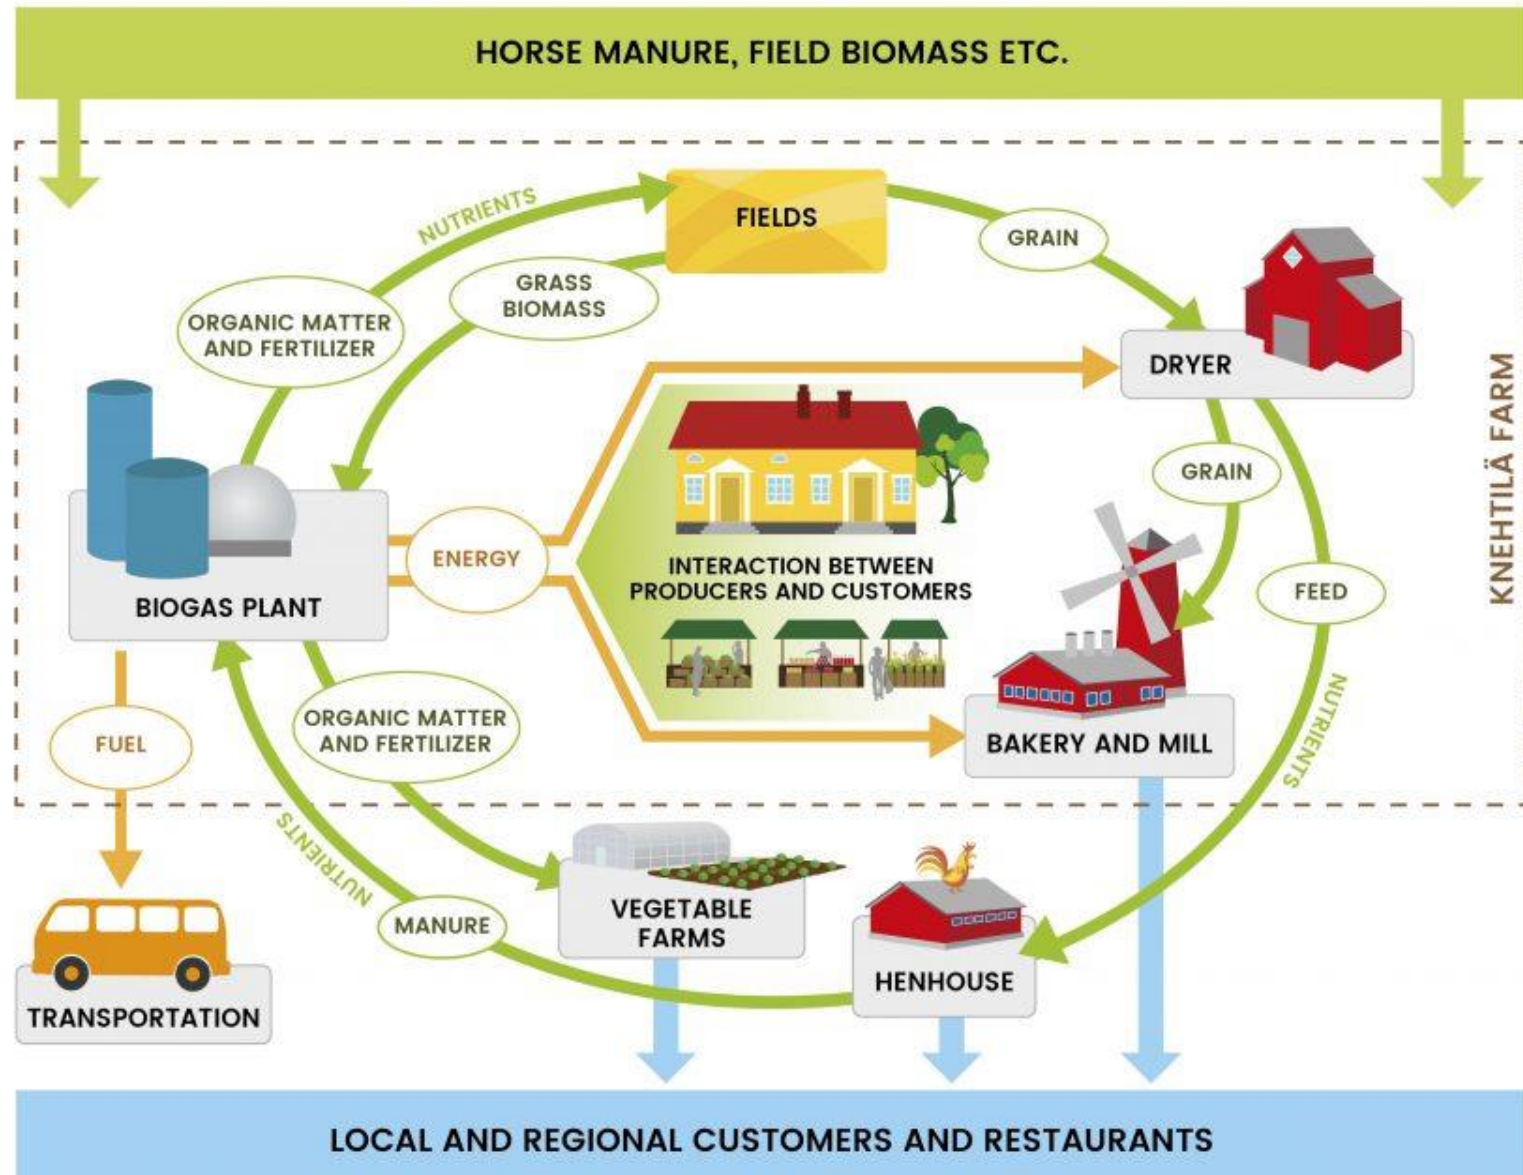 HORSE MANURE, FIELD BIOMASS ETC.
NUTRIENTS
FIELDS
GRAIN
GRASS
BIOMASS
ORGANIC MATTER
AND FERTILIZER
DRYER
KNEHTILÄ FARM
GRAIN
ENERGY
INTERACTION BETWEEN
PRODUCERS AND CUSTOMERS
FEED
BIOGAS PLANT
NUTRIENTS
ORGANIC MATTER
AND FERTILIZER
FUEL
BAKERY AND MILL
NUTRIENTS
MANURE
VEGETABLE
FARMS
HENHOUSE
TRANSPORTATION
LOCAL AND REGIONAL CUSTOMERS AND RESTAURANTS